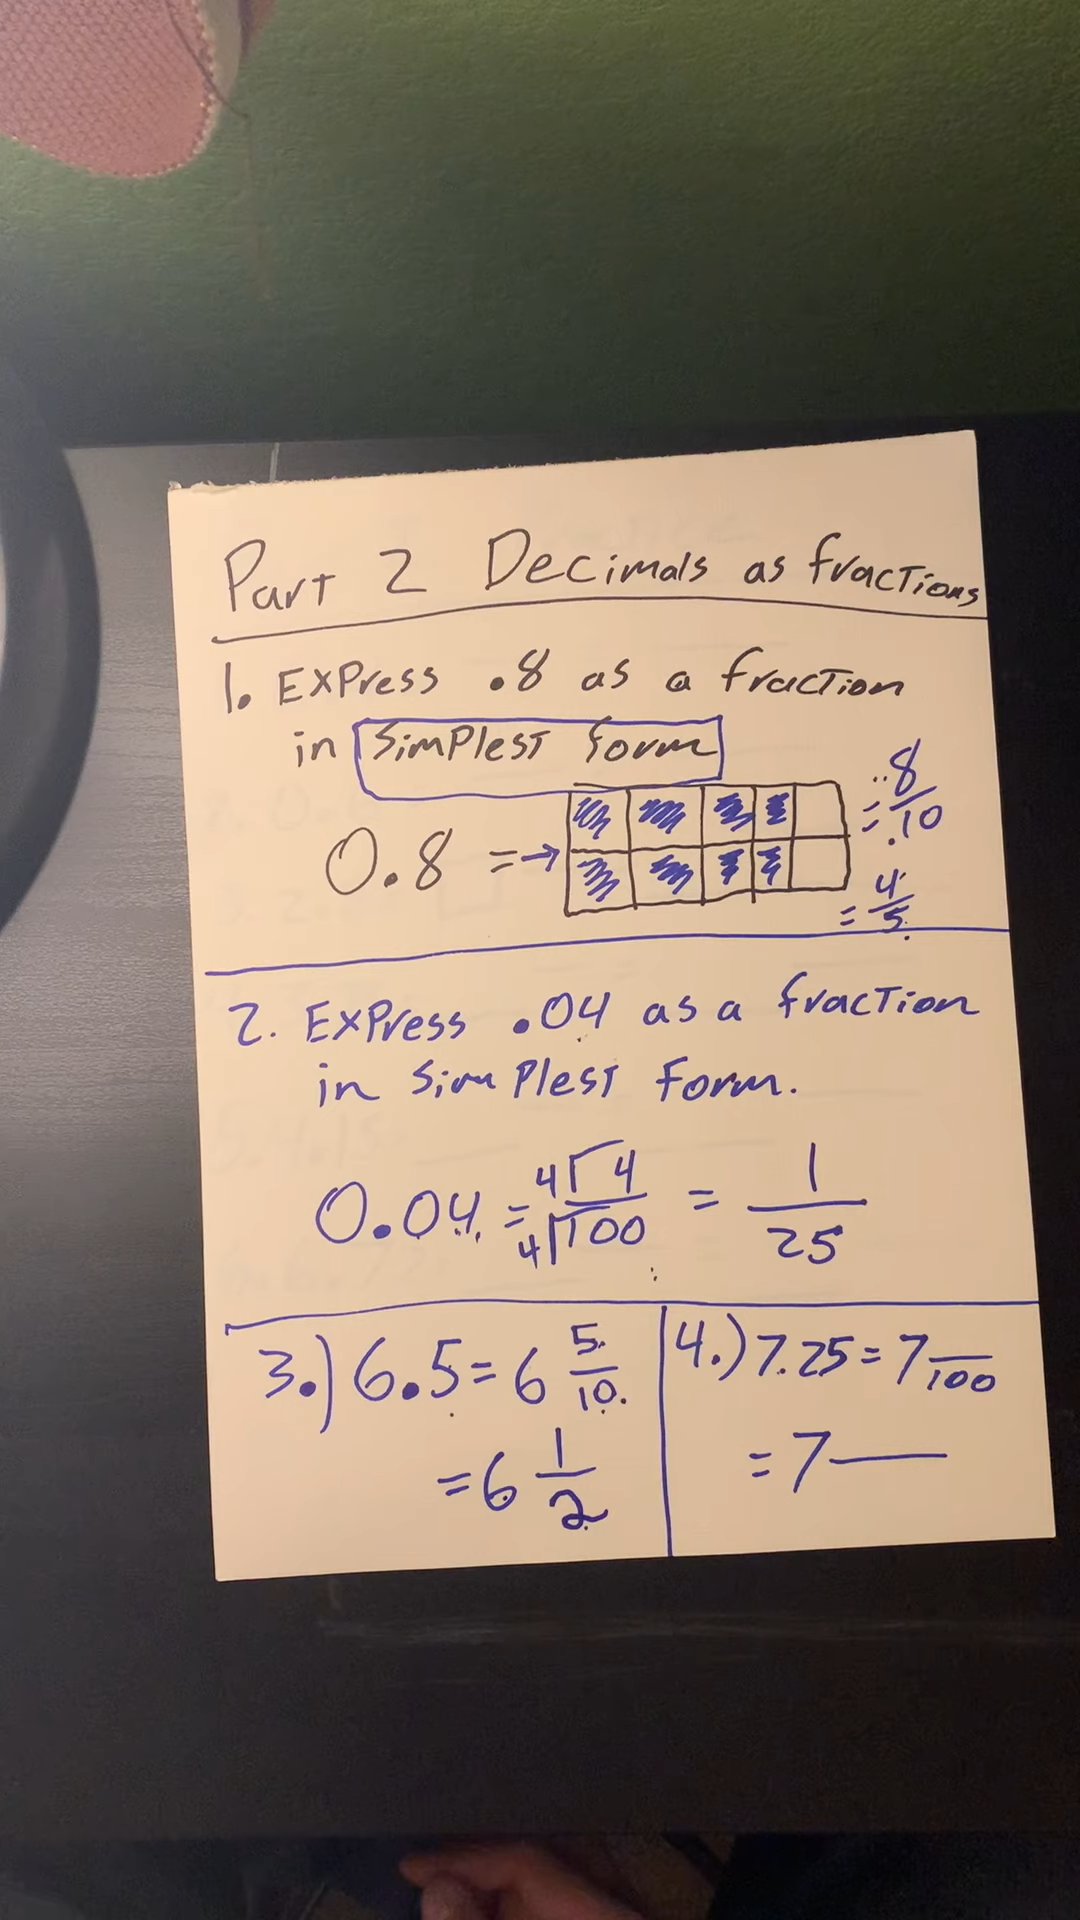 Part 2 Decimals as fractions
1. Express .8 as a fraction
in simplest form
0.8 = → = 8/10
= 4/5
2. Express .04 as a fraction
in simplest form.
0.04 = 4√4 / 4√100 = 1/25
3.) 6.5 = 6 5/10
= 6 1/2
4.) 7.25 = 7 /100
= 7